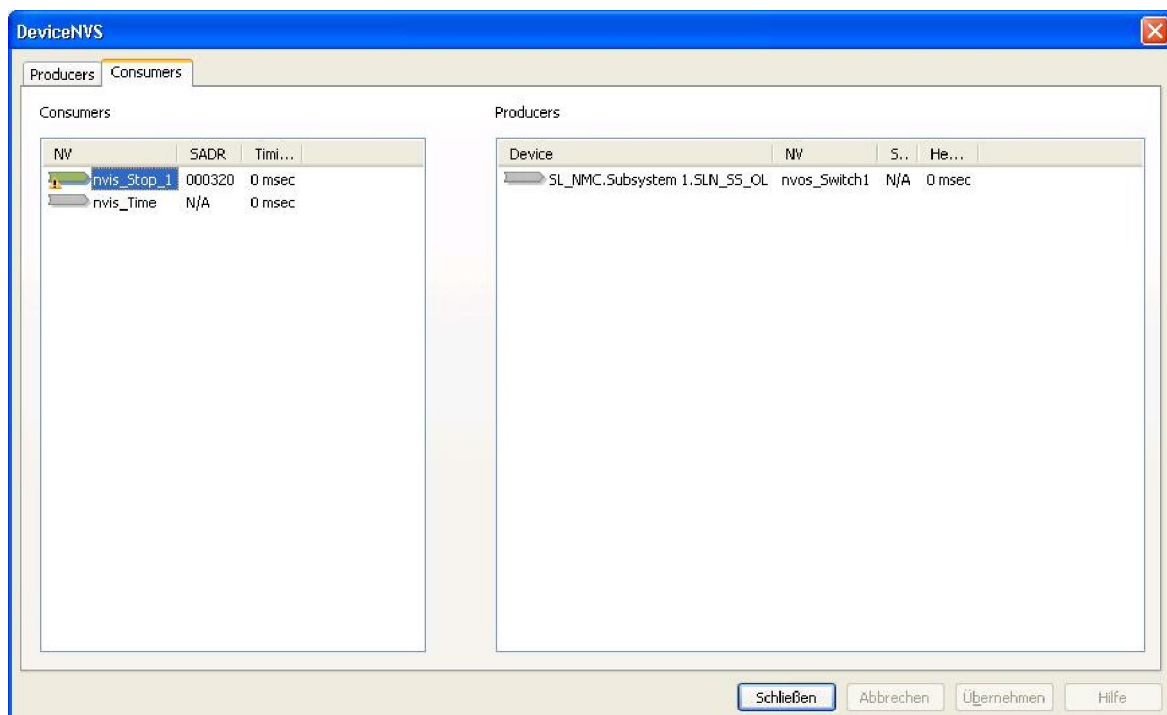 DeviceNVS
Producers Consumers
Consumers
NV SADR Timi...
nvis_Stop_1 000320 0 msec
nvis_Time N/A 0 msec
Producers
Device NV S.. He...
SL_NMC.Subsystem 1.SLN_SS_OL nvos_Switch1 N/A 0 msec
Schließen Abbrechen Übernehmen Hilfe